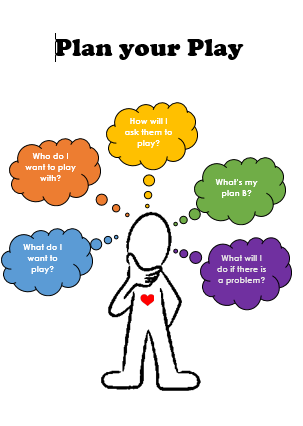 Plan your Play
How will I
ask them to
play?
Who do I
want to play
with?
What's my
plan B?
What do I
want to
play?
What will I
do if there is
a problem?